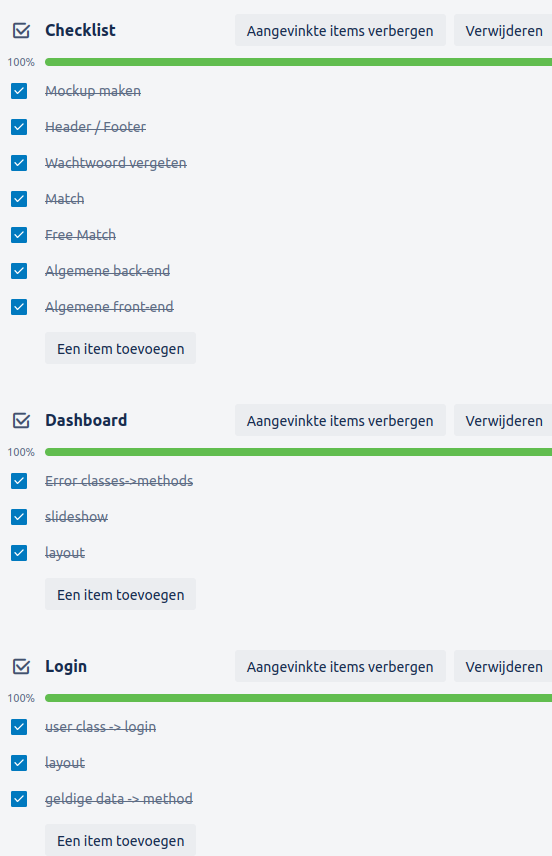 Checklist Aangevinkte items verbergen Verwijderen
100%
Mockup maken
Header / Footer
Wachtwoord vergeten
Match
Free Match
Algemene back-end
Algemene front-end
Een item toevoegen
Dashboard Aangevinkte items verbergen Verwijderen
100%
Error classes->methods
slideshow
layout
Een item toevoegen
Login Aangevinkte items verbergen Verwijderen
100%
user class -> login
layout
geldige data -> method
Een item toevoegen